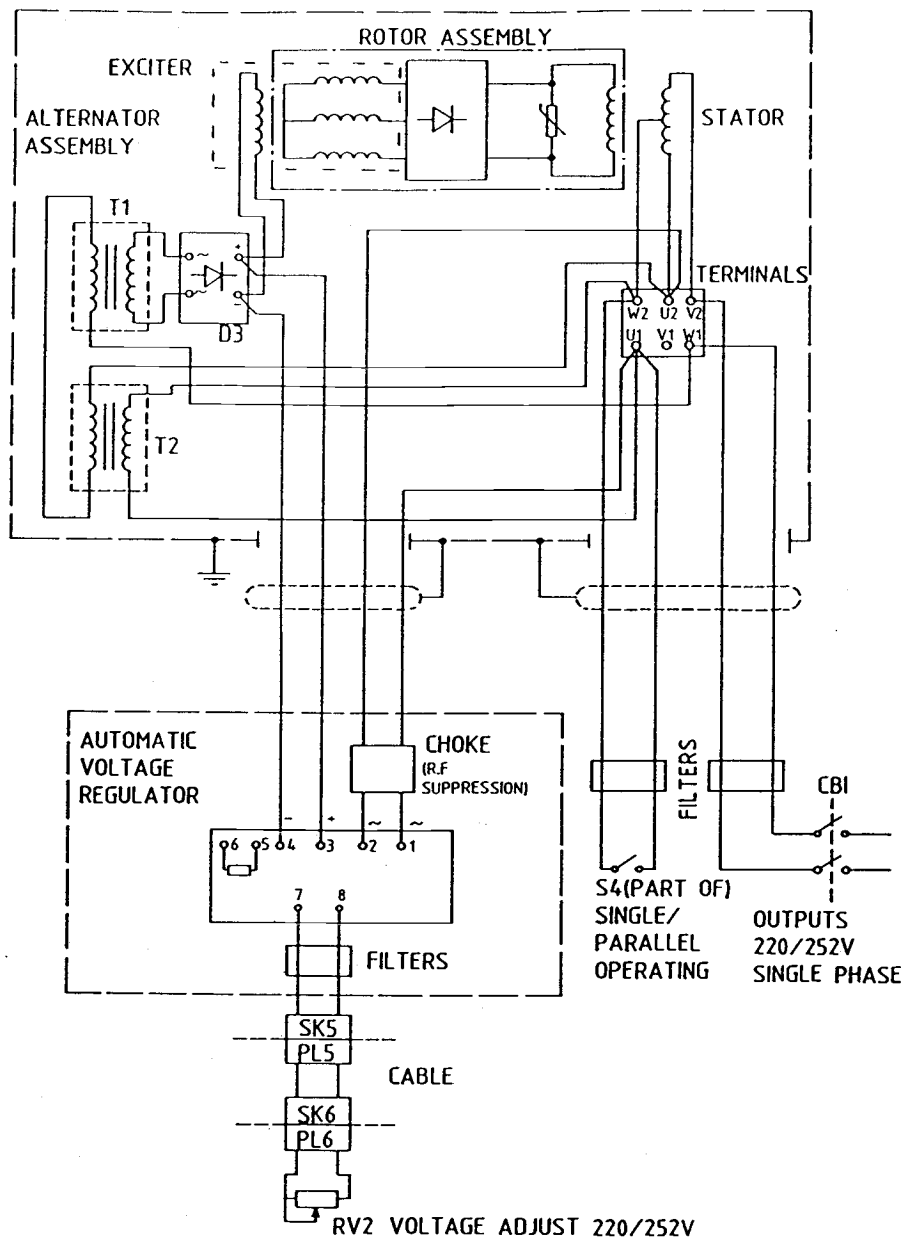 ROTOR ASSEMBLY
EXCITER
ALTERNATOR
ASSEMBLY
STATOR
T1
~
+
~
-
D3
TERMINALS
W2 U2 V2
U1 V1 W1
T2
AUTOMATIC
VOLTAGE
REGULATOR
CHOKE
(R.F
SUPPRESSION)
FILTERS
CB1
- + ~ ~
6 5 4 3 2 1
7 8
S4(PART OF)
SINGLE/
PARALLEL
OPERATING
OUTPUTS
220/252V
SINGLE PHASE
FILTERS
SK5
PL5
CABLE
SK6
PL6
RV2 VOLTAGE ADJUST 220/252V